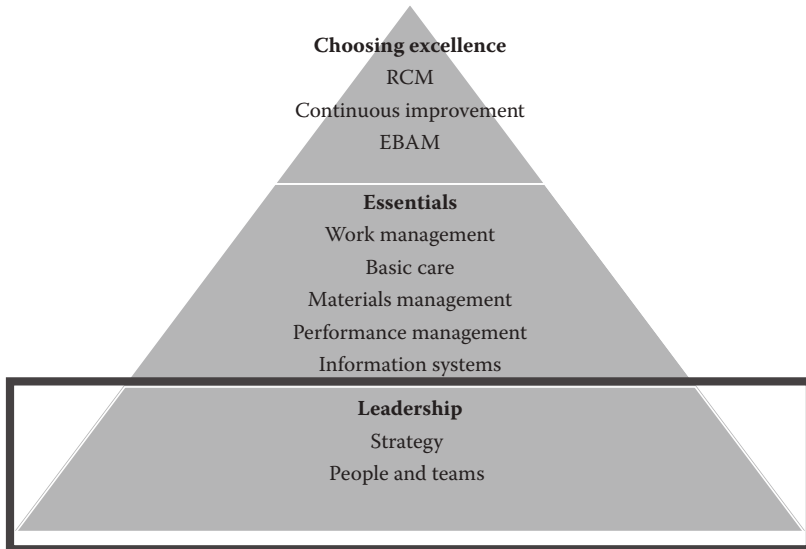 Choosing excellence
RCM
Continuous improvement
EBAM
Essentials
Work management
Basic care
Materials management
Performance management
Information systems
Leadership
Strategy
People and teams